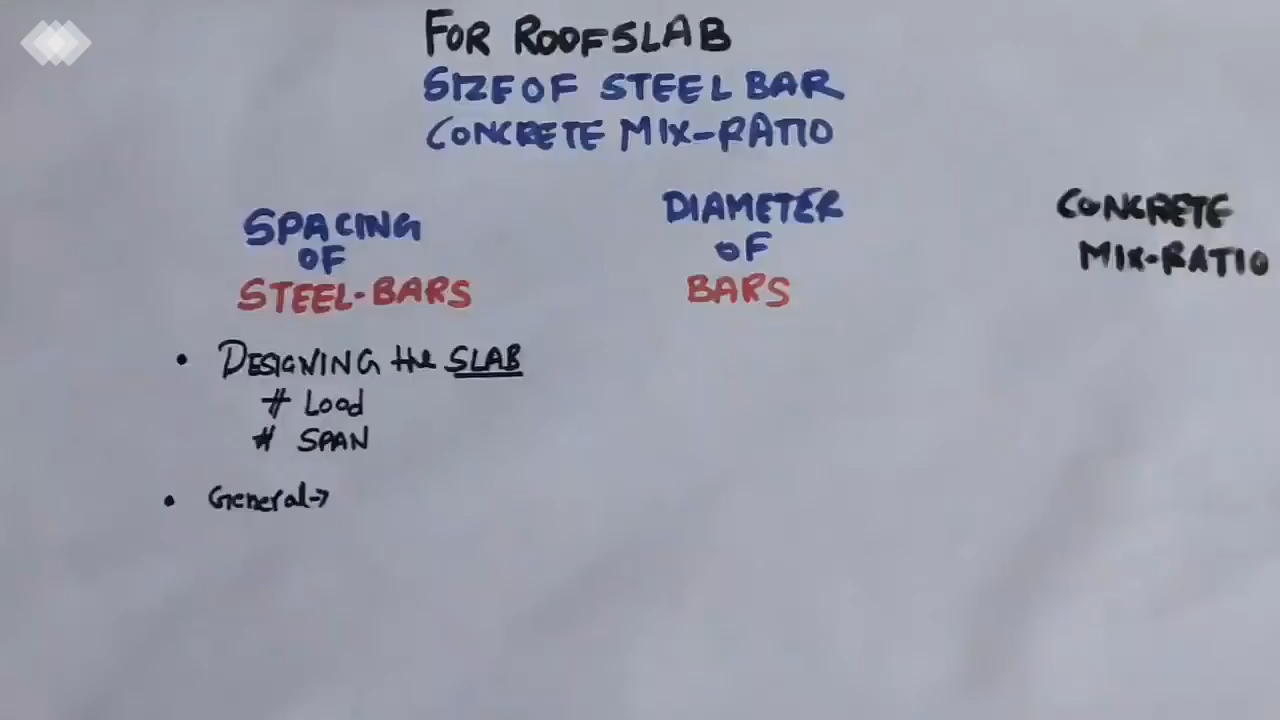 FOR ROOFSLAB
SIZE OF STEEL BAR
CONCRETE MIX-RATIO
SPACING
OF
STEEL-BARS
• DESIGNING the SLAB
# Load
# SPAN
• General->
DIAMETER
OF
BARS
CONCRETE
MIX-RATIO